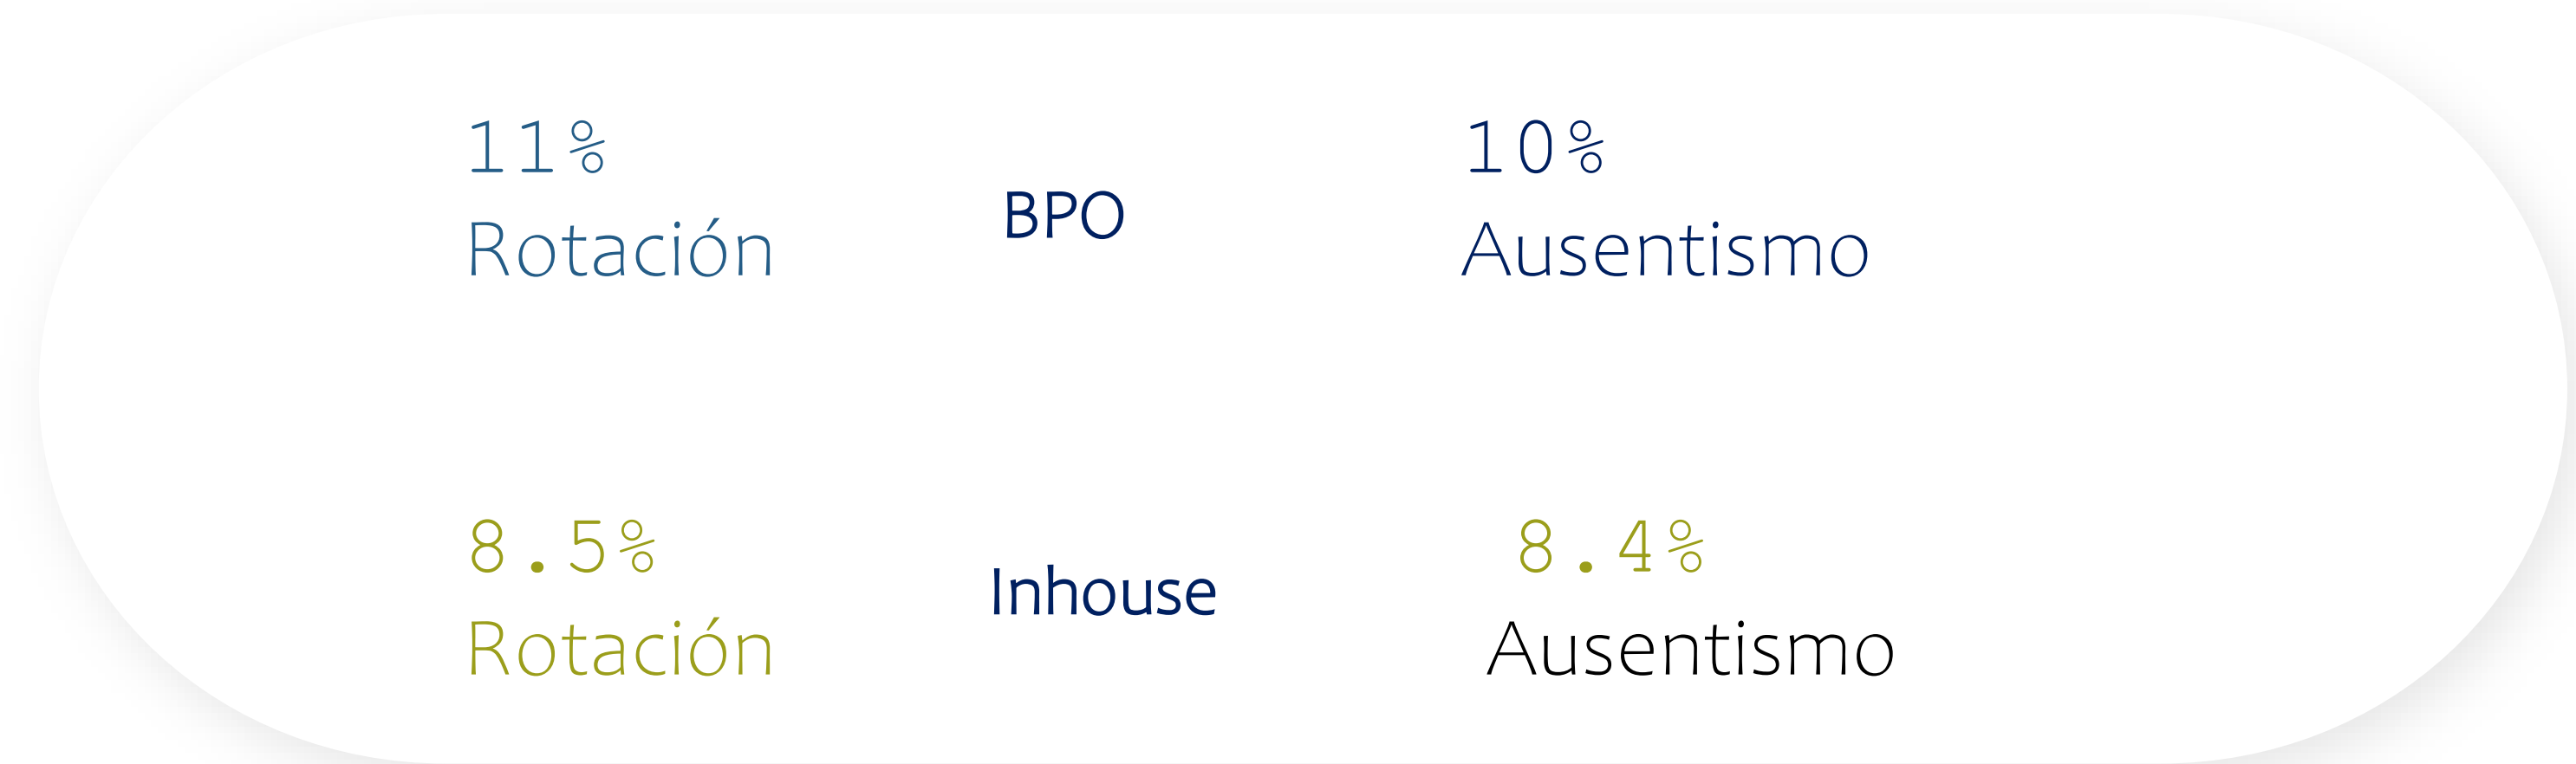 11%
Rotación
BPO
10%
Ausentismo
8.5%
Rotación
Inhouse
8.4%
Ausentismo